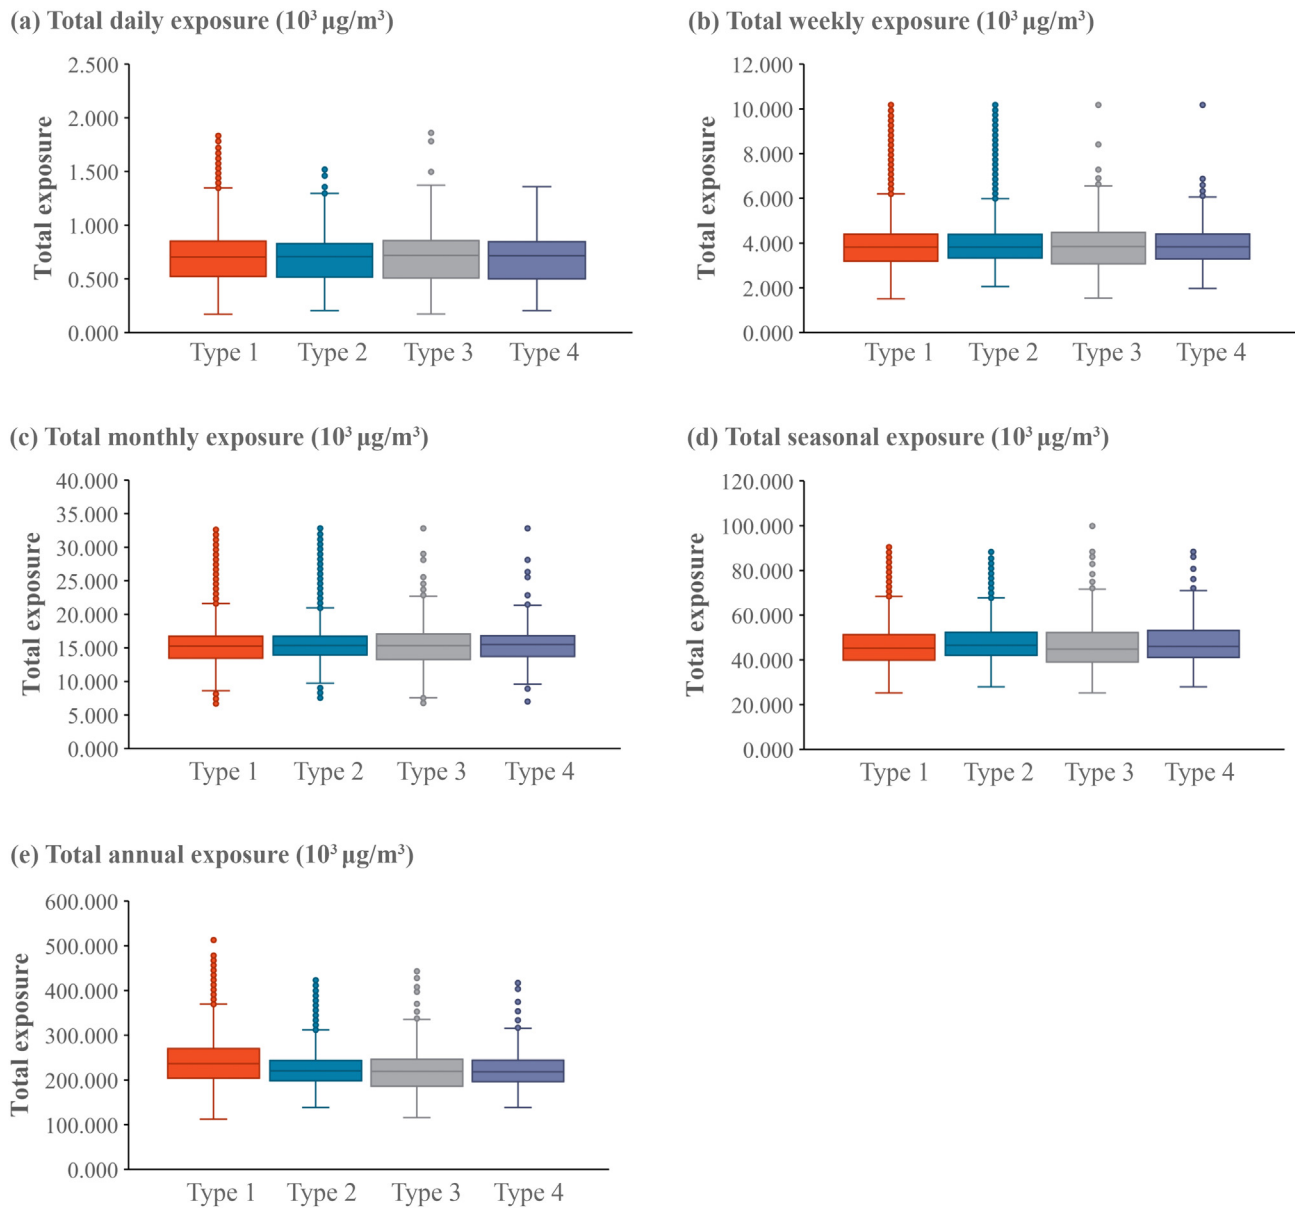 (a) Total daily exposure (10³ µg/m³)
Total exposure
2.500
2.000
1.500
1.000
0.500
0.000
Type 1 Type 2 Type 3 Type 4
(b) Total weekly exposure (10³ µg/m³)
Total exposure
12.000
10.000
8.000
6.000
4.000
2.000
0.000
Type 1 Type 2 Type 3 Type 4
(c) Total monthly exposure (10³ µg/m³)
Total exposure
40.000
35.000
30.000
25.000
20.000
15.000
10.000
5.000
0.000
Type 1 Type 2 Type 3 Type 4
(d) Total seasonal exposure (10³ µg/m³)
Total exposure
120.000
100.000
80.000
60.000
40.000
20.000
0.000
Type 1 Type 2 Type 3 Type 4
(e) Total annual exposure (10³ µg/m³)
Total exposure
600.000
500.000
400.000
300.000
200.000
100.000
0.000
Type 1 Type 2 Type 3 Type 4